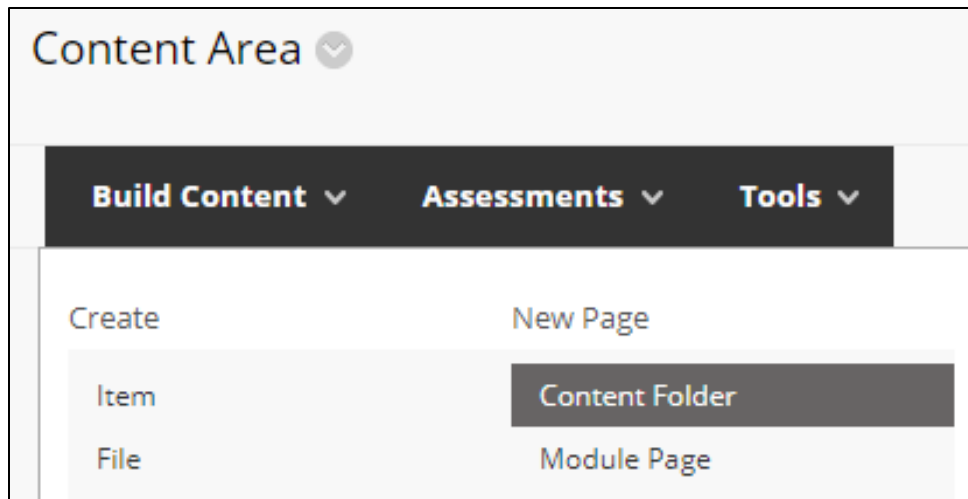 Content Area
Build Content Assessments Tools
Create New Page
Item Content Folder
File Module Page